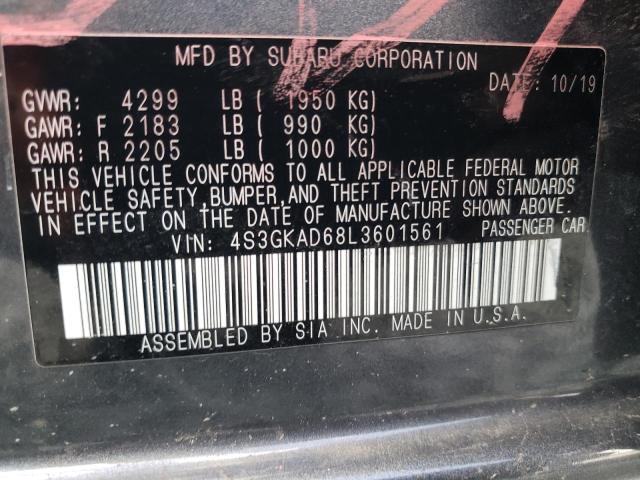 MFD BY SUBARU CORPORATION
DATE: 10/19
GVWR: 4299 LB ( 1950 KG)
GAWR: F 2183 LB ( 990 KG)
GAWR: R 2205 LB ( 1000 KG)
THIS VEHICLE CONFORMS TO ALL APPLICABLE FEDERAL MOTOR
VEHICLE SAFETY,BUMPER,AND THEFT PREVENTION STANDARDS
IN EFFECT ON THE DATE OF MANUFACTURE SHOWN ABOVE.
VIN: 4S3GKAD68L3601561 PASSENGER CAR
ASSEMBLED BY SIA INC. MADE IN U.S.A.